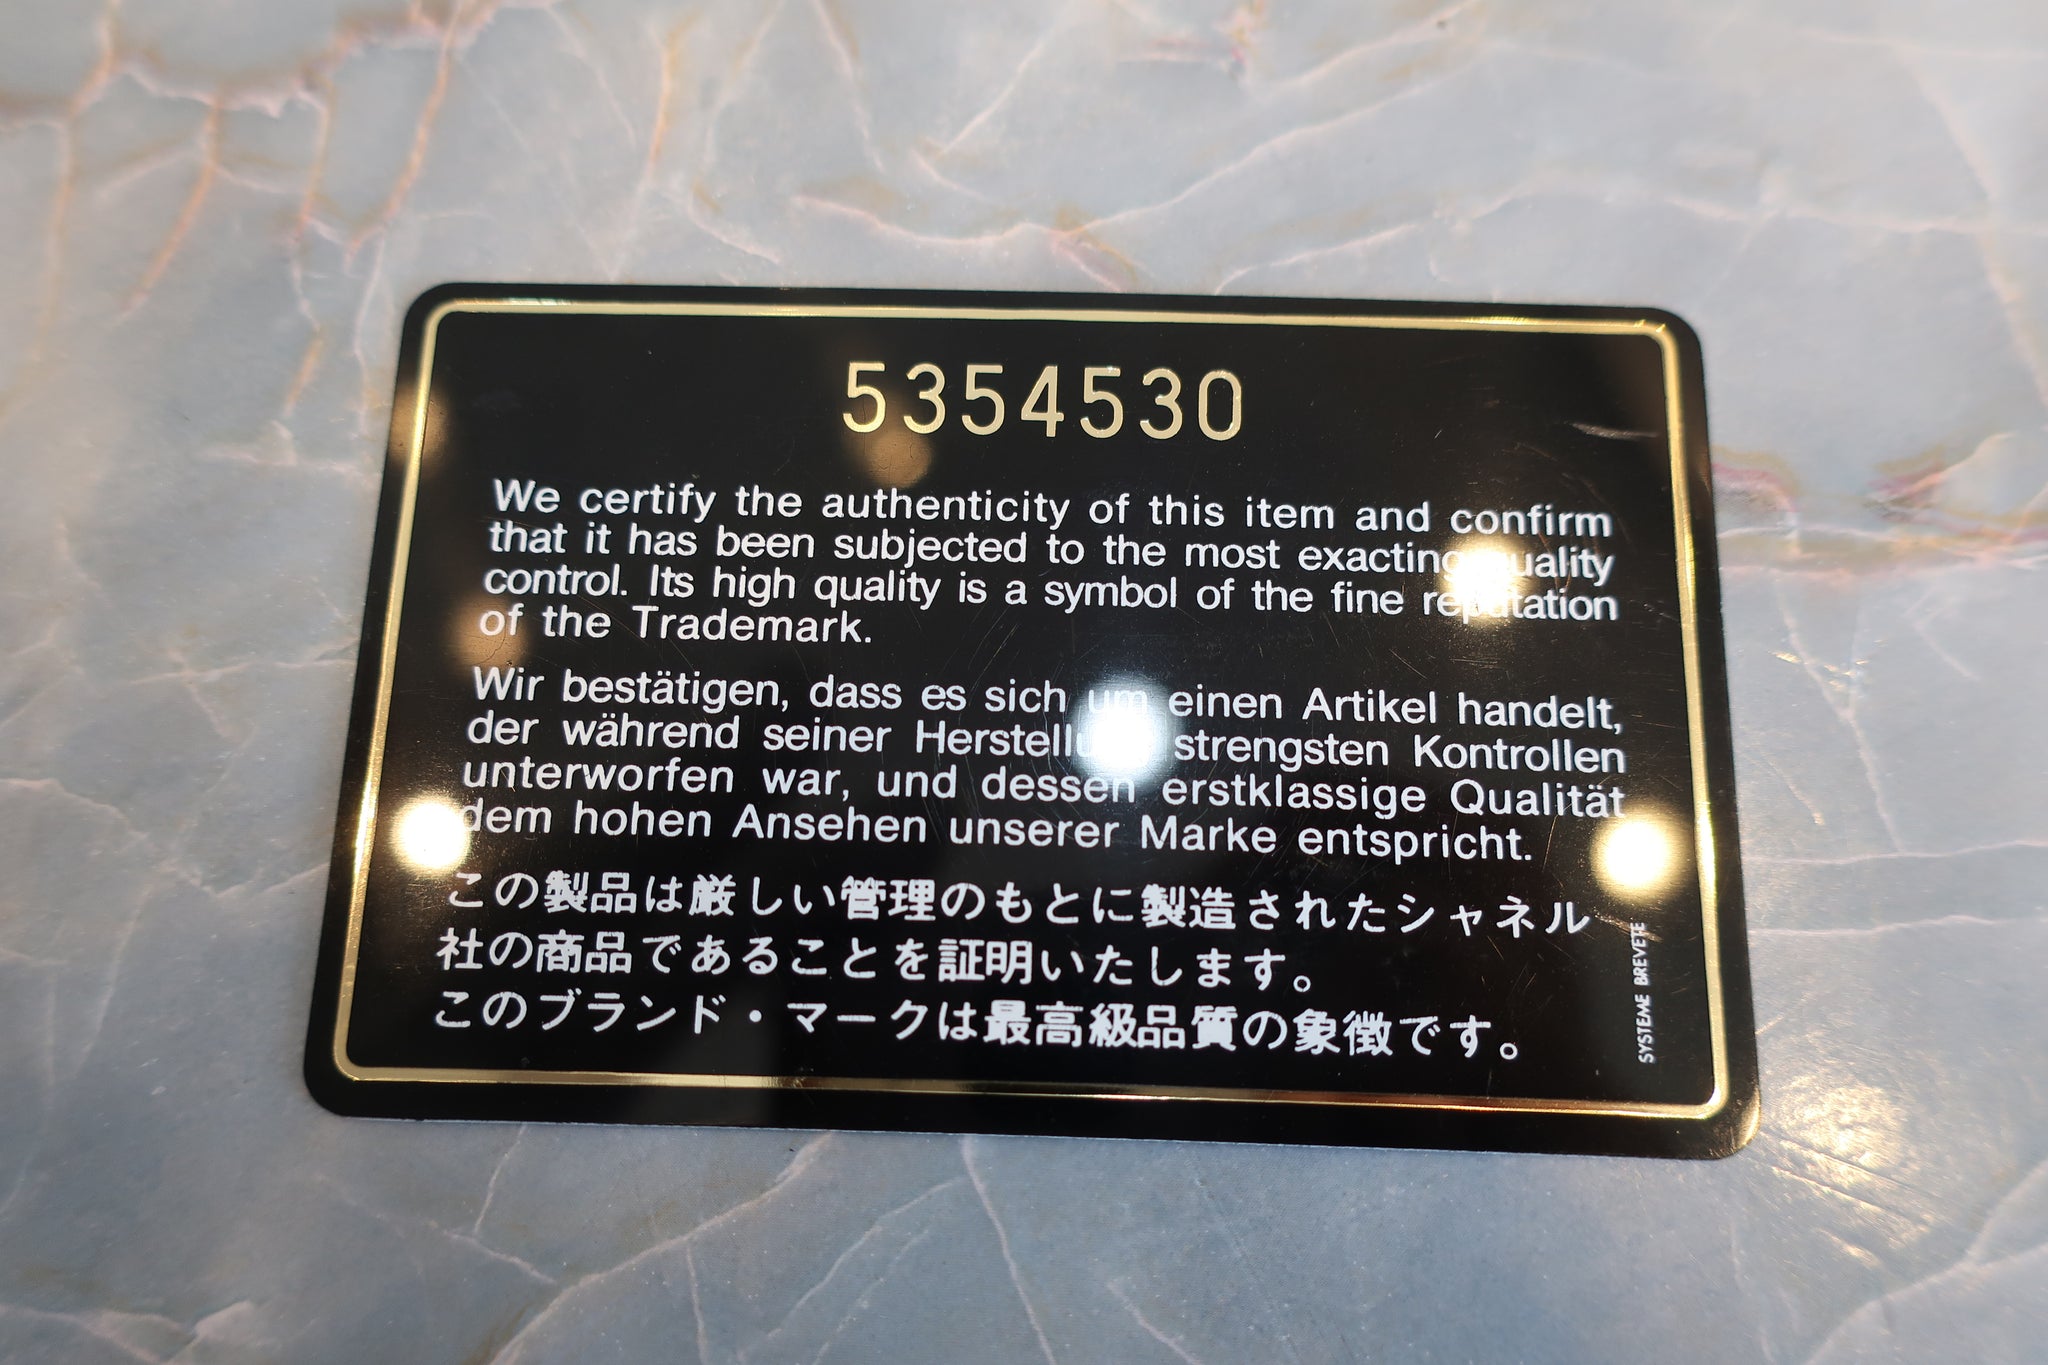 5354530
We certify the authenticity of this item and confirm
that it has been subjected to the most exacting quality
control. Its high quality is a symbol of the fine reputation
of the Trademark.
Wir bestätigen, dass es sich um einen Artikel handelt,
der während seiner Herstellung strengsten Kontrollen
unterworfen war, und dessen erstklassige Qualität
dem hohen Ansehen unserer Marke entspricht.
この製品は厳しい管理のもとに製造されたシャネル
社の商品であることを証明いたします。
このブランド・マークは最高級品質の象徴です。
SYSTEME BREVETE